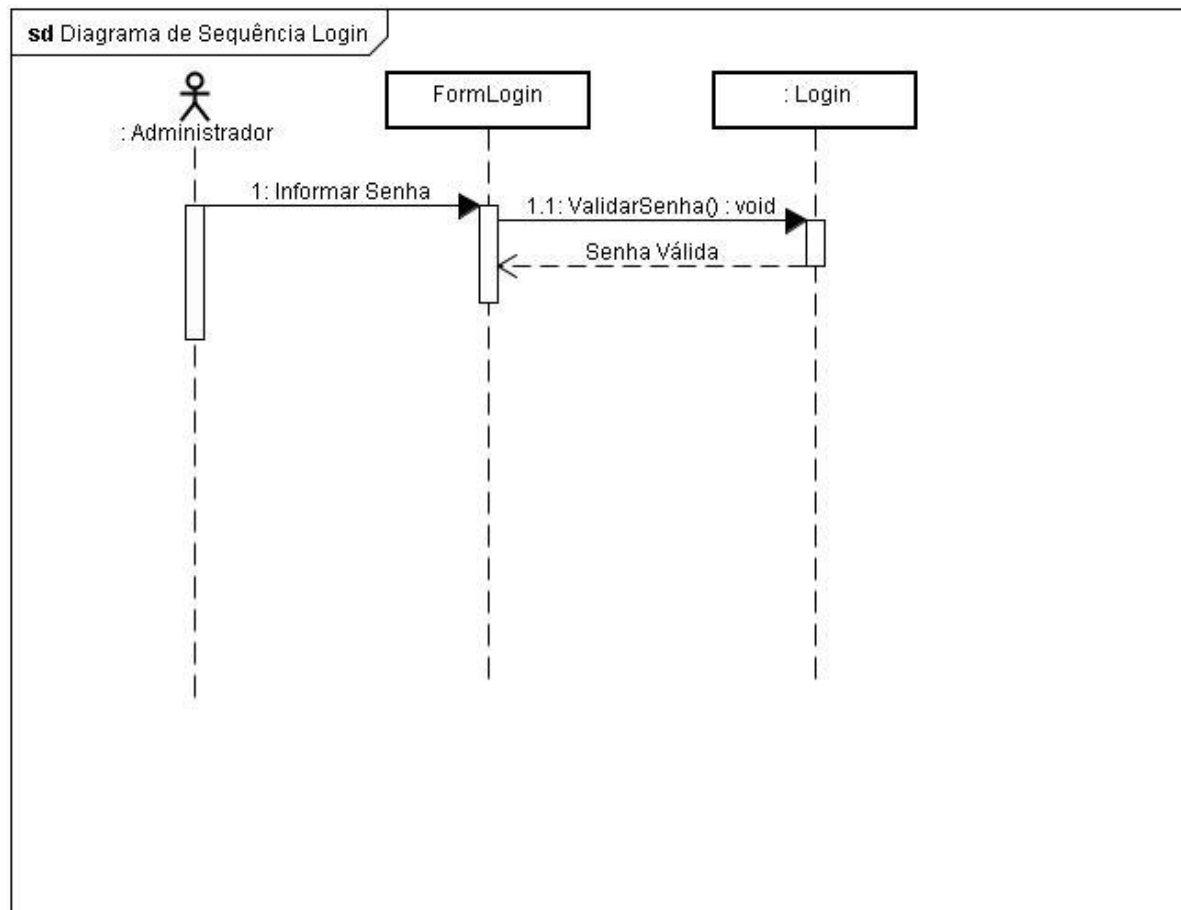 sd Diagrama de Sequência Login
: Administrador
FormLogin
: Login
1: Informar Senha
1.1: ValidarSenha() : void
Senha Válida